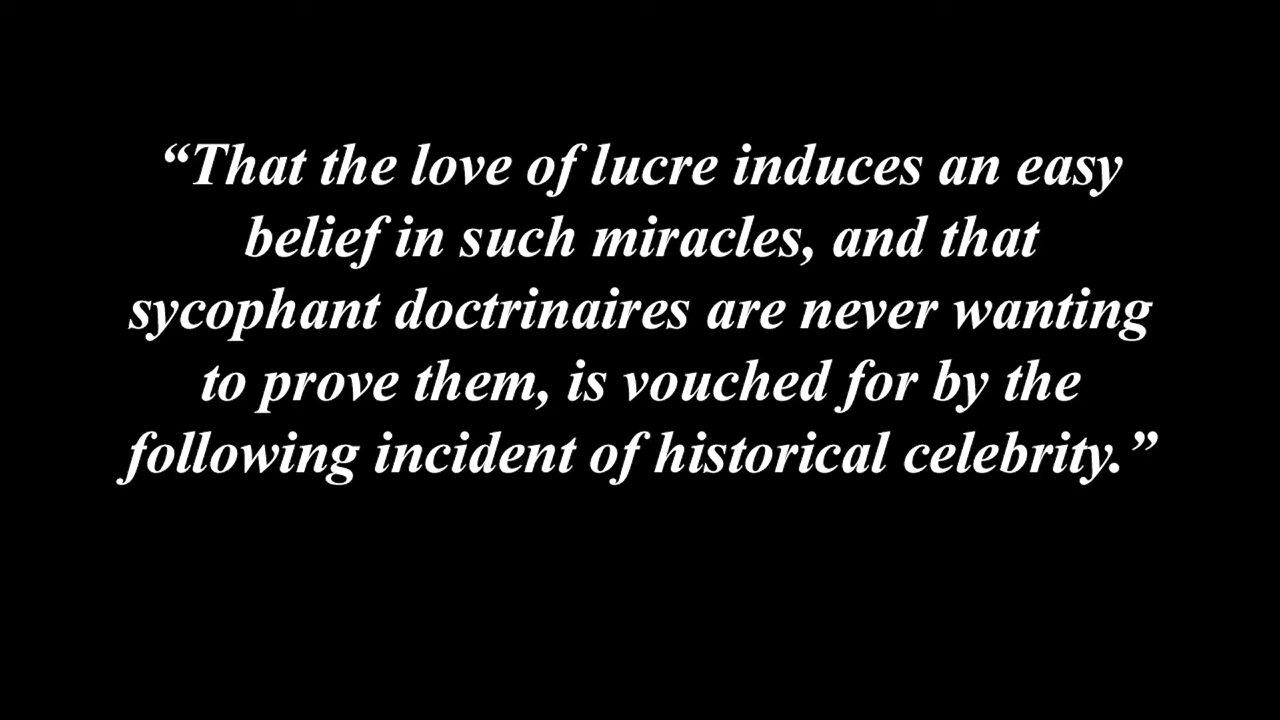 “That the love of lucre induces an easy
belief in such miracles, and that
sycophant doctrinaires are never wanting
to prove them, is vouched for by the
following incident of historical celebrity.”